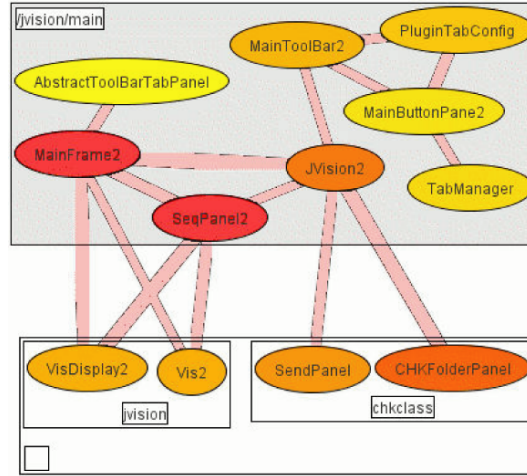 /jvision/main
MainToolBar2
PluginTabConfig
AbstractToolBarTabPanel
MainButtonPane2
MainFrame2
JVision2
TabManager
SeqPanel2
VisDisplay2
Vis2
SendPanel
CHKFolderPanel
jvision
chkclass